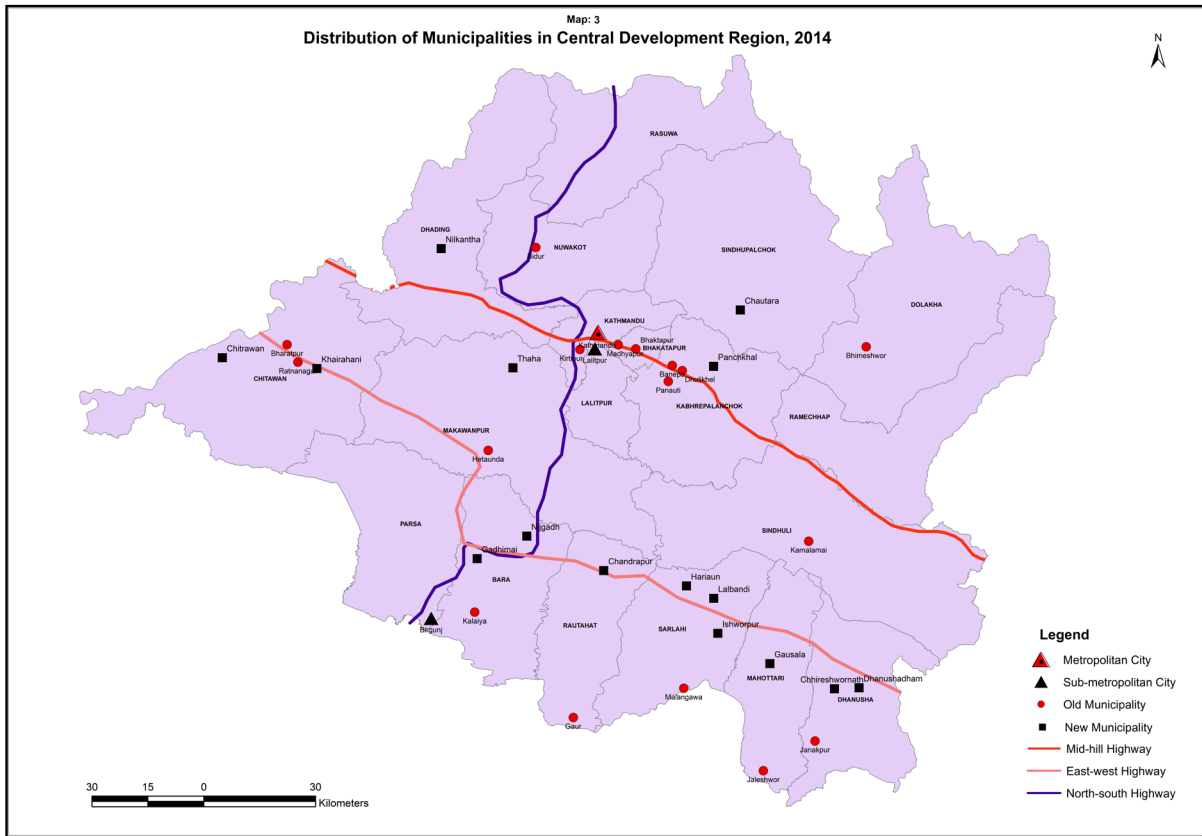 Map: 3
Distribution of Municipalities in Central Development Region, 2014
N
RASUWA
DHADING
Nilkantha
NUWAKOT
Bidur
SINDHUPALCHOK
DOLAKHA
Chautara
KATHMANDU
Kathmandu
Bhaktapur
BHAKATAPUR
Madhyapur
Kirtipur
Lalitpur
Bhimeshwor
Chitrawan
Bharatpur
Ratnanagar
Khairahani
CHITAWAN
Thaha
Panchkhal
Banepa
Dhulikhel
Panauti
LALITPUR
KABHREPALANCHOK
RAMECHHAP
MAKAWANPUR
Hetaunda
PARSA
Nijgadh
SINDHULI
Kamalamai
Gadhimai
BARA
Chandrapur
Hariaun
Lalbandi
Birgunj
Kalaiya
RAUTAHAT
SARLAHI
Ishworpur
Gausala
MAHOTTARI
Chhireshwornath
Dhanushadham
DHANUSHA
Malangawa
Gaur
Janakpur
Jaleshwor
Legend
Metropolitan City
Sub-metropolitan City
Old Municipality
New Municipality
Mid-hill Highway
East-west Highway
North-south Highway
30 15 0 30
Kilometers